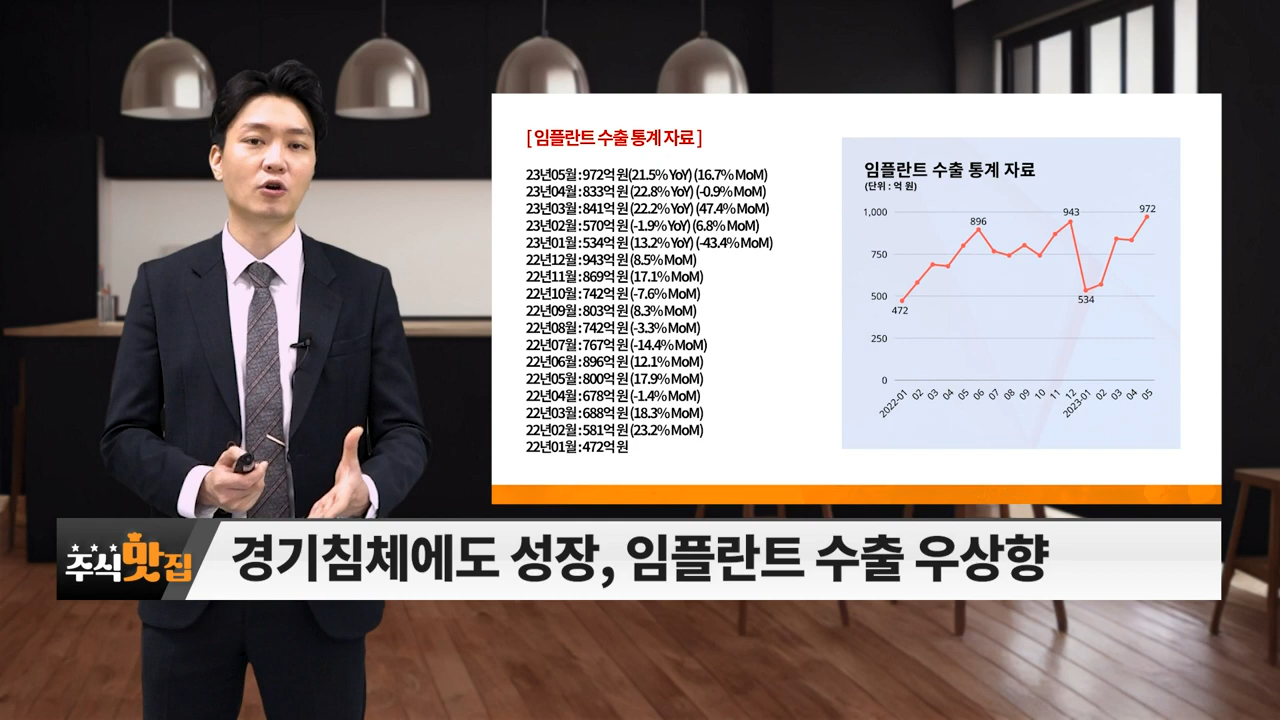 [ 임플란트 수출 통계 자료 ]
23년05월 : 972억 원(21.5% YoY) (16.7% MoM)
23년04월 : 833억 원 (22.8% YoY) (-0.9% MoM)
23년03월 : 841억 원 (22.2% YoY) (47.4% MoM)
23년02월 : 570억 원 (-1.9% YoY) (6.8% MoM)
23년01월 : 534억 원 (13.2% YoY) (-43.4% MoM)
22년12월 : 943억 원 (8.5% MoM)
22년11월 : 869억 원 (17.1% MoM)
22년10월 : 742억 원 (-7.6% MoM)
22년09월 : 803억 원 (8.3% MoM)
22년08월 : 742억 원 (-3.3% MoM)
22년07월 : 767억 원 (-14.4% MoM)
22년06월 : 896억 원 (12.1% MoM)
22년05월 : 800억 원 (17.9% MoM)
22년04월 : 678억 원 (-1.4% MoM)
22년03월 : 688억 원 (18.3% MoM)
22년02월 : 581억 원 (23.2% MoM)
22년01월 : 472억 원
임플란트 수출 통계 자료
(단위 : 억 원)
1,000
750
500
250
0
472
896
943
534
972
2022-01
02
03
04
05
06
07
08
09
10
11
12
2023-01
02
03
04
05
주식맛집
경기침체에도 성장, 임플란트 수출 우상향